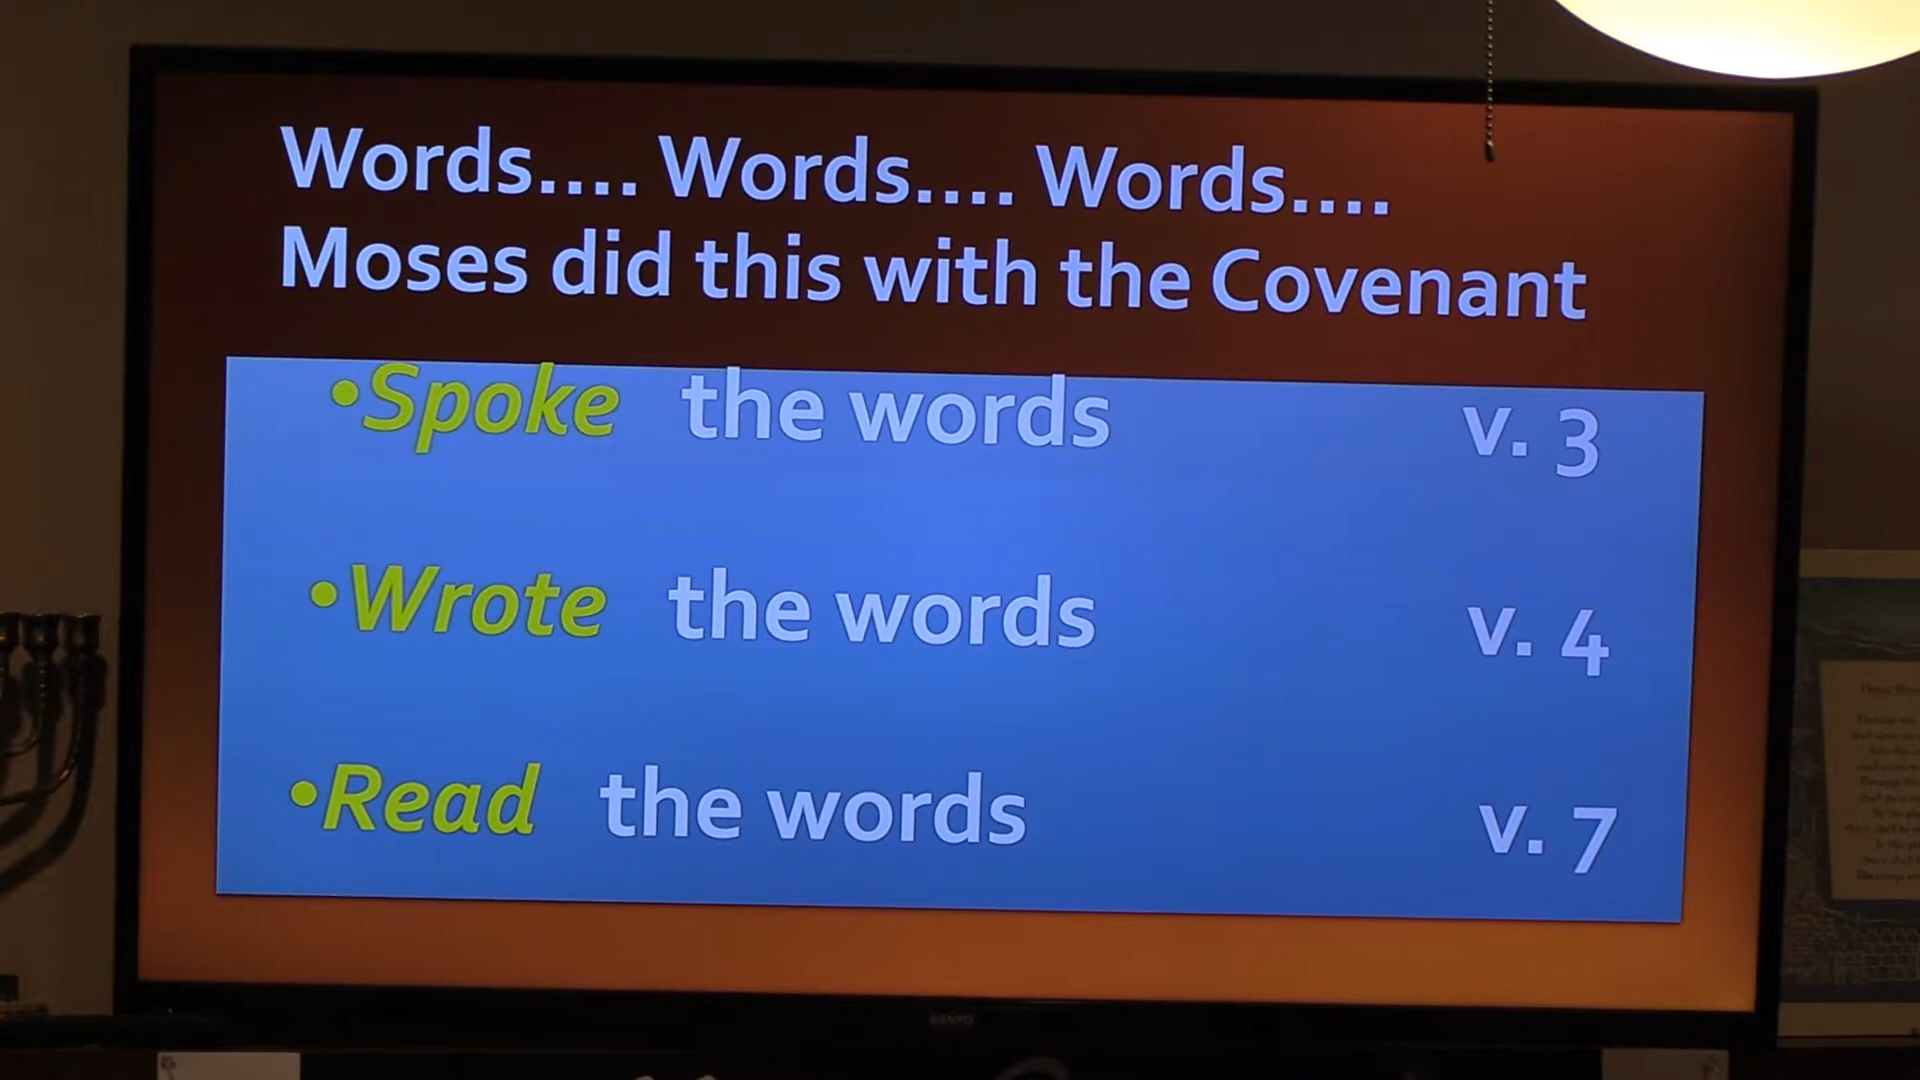 Words.... Words.... Words....
Moses did this with the Covenant
•Spoke the words v. 3
•Wrote the words v. 4
•Read the words v. 7
SANYO